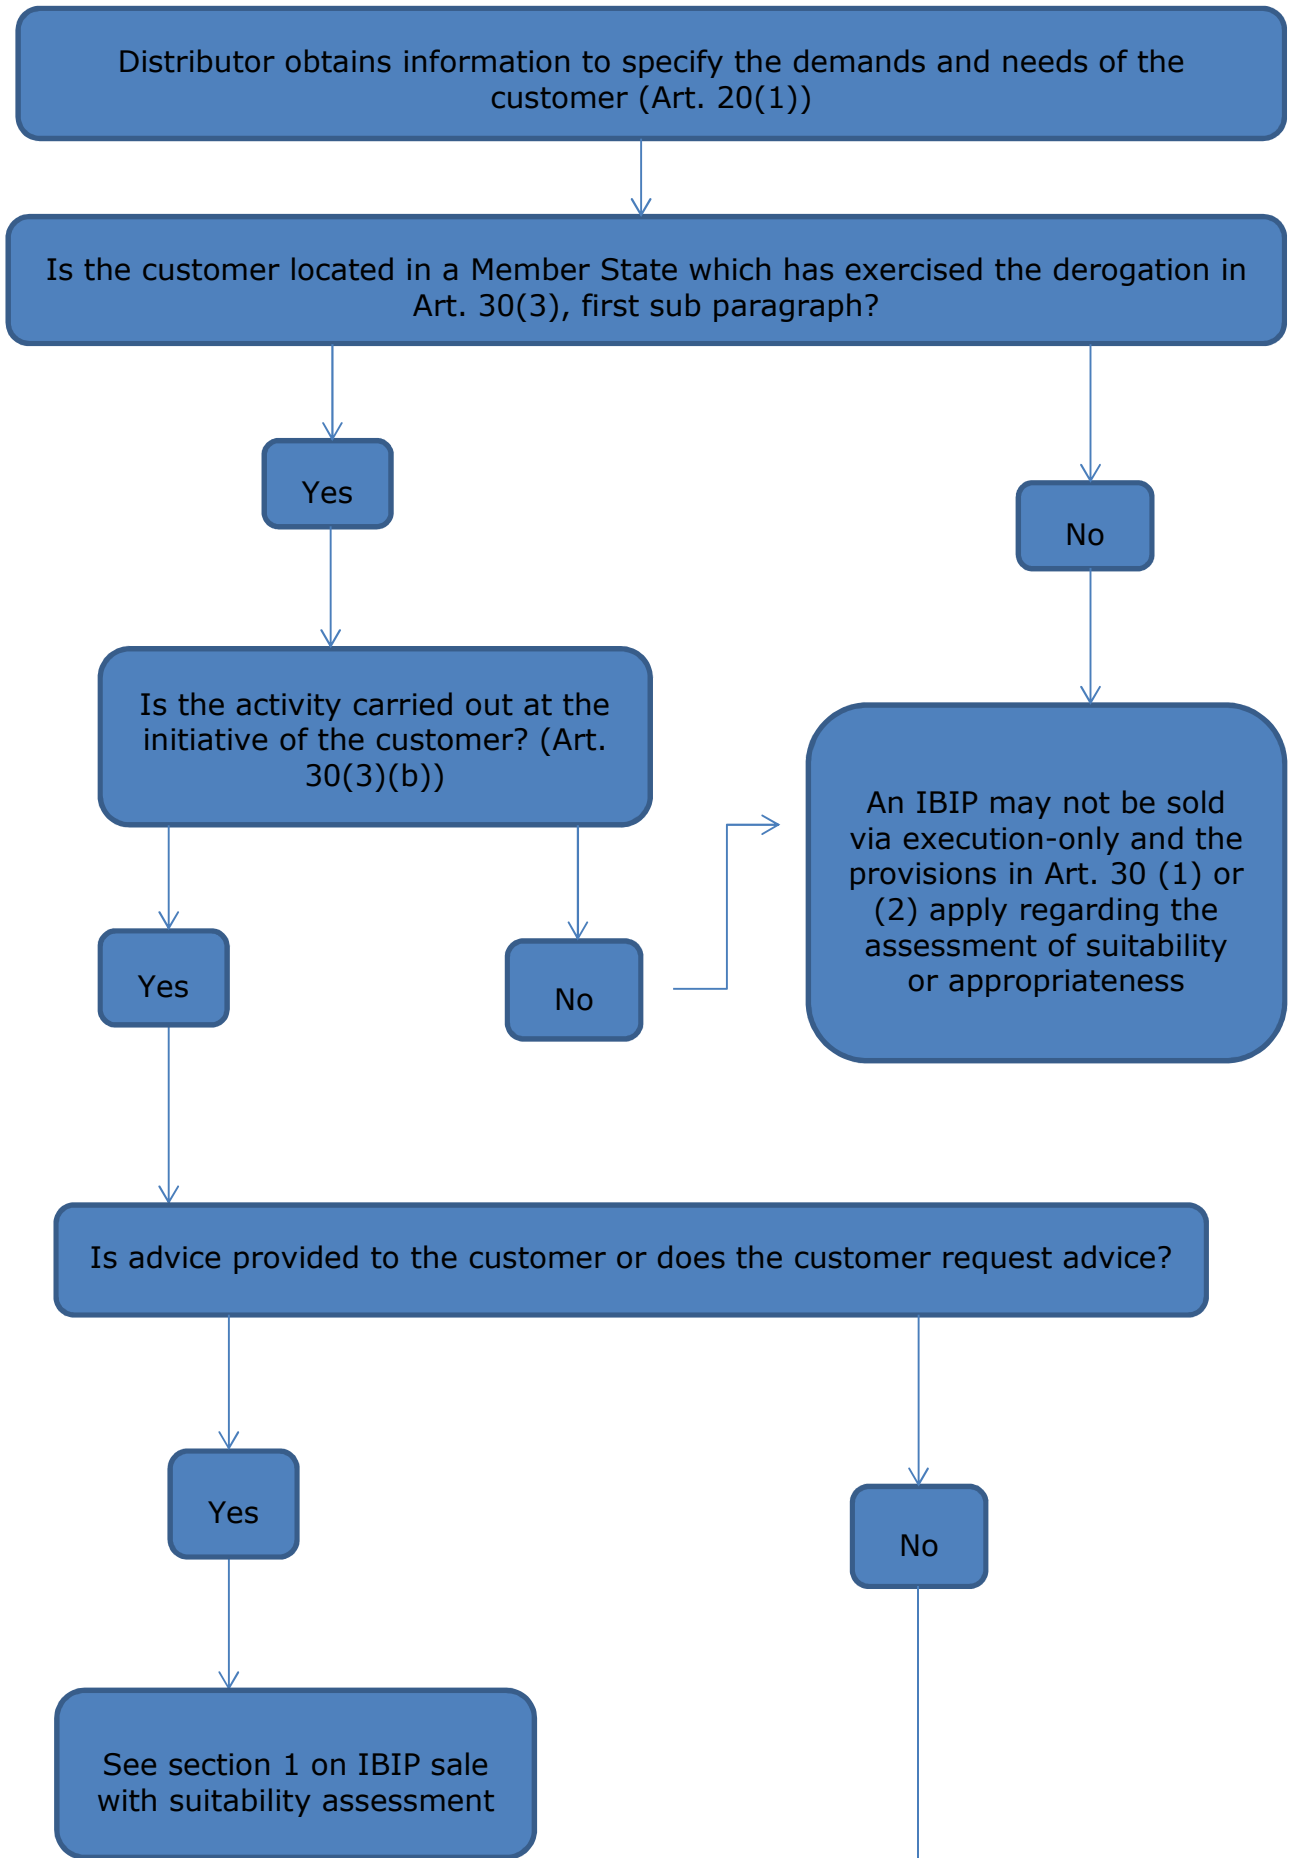 Distributor obtains information to specify the demands and needs of the
customer (Art. 20(1))
Is the customer located in a Member State which has exercised the derogation in
Art. 30(3), first sub paragraph?
Yes
No
Is the activity carried out at the
initiative of the customer? (Art.
30(3)(b))
An IBIP may not be sold
via execution-only and the
provisions in Art. 30 (1) or
(2) apply regarding the
assessment of suitability
or appropriateness
Yes
No
Is advice provided to the customer or does the customer request advice?
Yes
No
See section 1 on IBIP sale
with suitability assessment